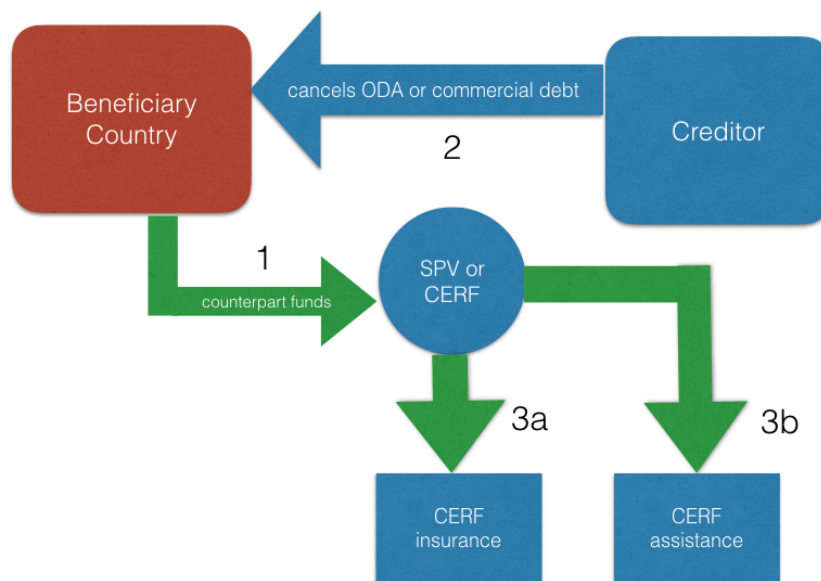 Beneficiary
Country
cancels ODA or commercial debt
Creditor
2
1
counterpart funds
SPV or
CERF
3a
3b
CERF
insurance
CERF
assistance